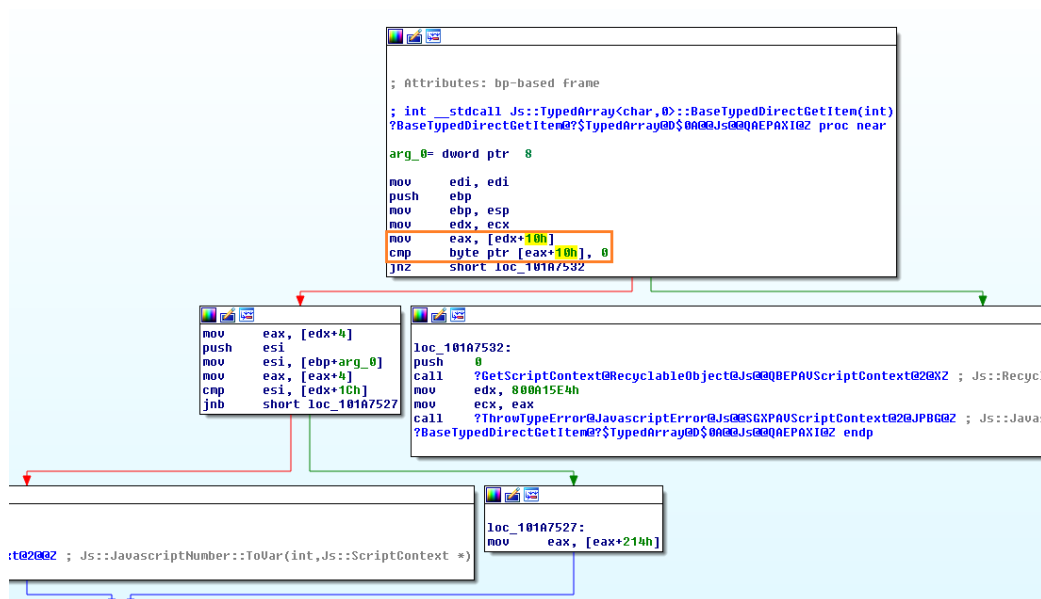 ; Attributes: bp-based frame
; int __stdcall Js::TypedArray<char,0>::BaseTypedDirectGetItem(int)
?BaseTypedDirectGetItem@?$TypedArray@D$0A@@Js@@QAEPAXI@Z proc near
arg_0= dword ptr  8
mov     edi, edi
push    ebp
mov     ebp, esp
mov     edx, ecx
mov     eax, [edx+10h]
cmp     byte ptr [eax+10h], 0
jnz     short loc_101A7532
mov     eax, [edx+4]
push    esi
mov     esi, [ebp+arg_0]
mov     eax, [eax+4]
cmp     esi, [edx+1Ch]
jnb     short loc_101A7527
loc_101A7532:
push    0
call    ?GetScriptContext@RecyclableObject@Js@@QBEPAVScriptContext@2@XZ ; Js::Recycl
mov     edx, 800A15E4h
mov     ecx, eax
call    ?ThrowTypeError@JavascriptError@Js@@SGXPAVScriptContext@2@JPBG@Z ; Js::Javas
?BaseTypedDirectGetItem@?$TypedArray@D$0A@@Js@@QAEPAXI@Z endp
:t@2@@Z ; Js::JavascriptNumber::ToVar(int,Js::ScriptContext *)
loc_101A7527:
mov     eax, [eax+214h]